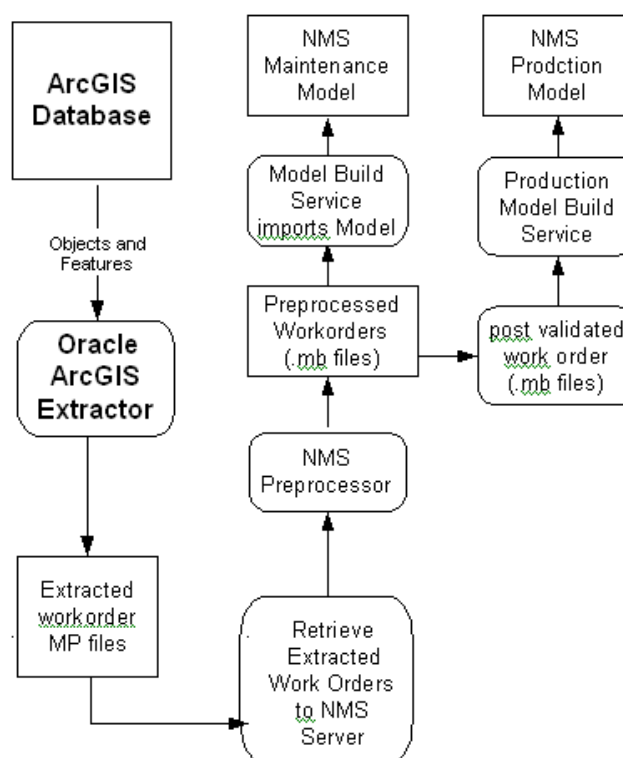 ArcGIS
Database
Objects and
Features
Oracle
ArcGIS
Extractor
Extracted
workorder
MP files
Retrieve
Extracted
Work Orders
to NMS
Server
NMS
Preprocessor
Preprocessed
Workorders
(.mb files)
Model Build
Service
imports Model
NMS
Maintenance
Model
post validated
work order
(.mb files)
Production
Model Build
Service
NMS
Prodction
Model